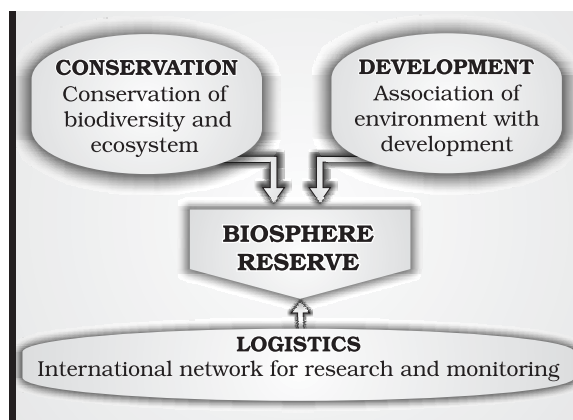 CONSERVATION
Conservation of
biodiversity and
ecosystem
DEVELOPMENT
Association of
environment with
development
BIOSPHERE
RESERVE
LOGISTICS
International network for research and monitoring